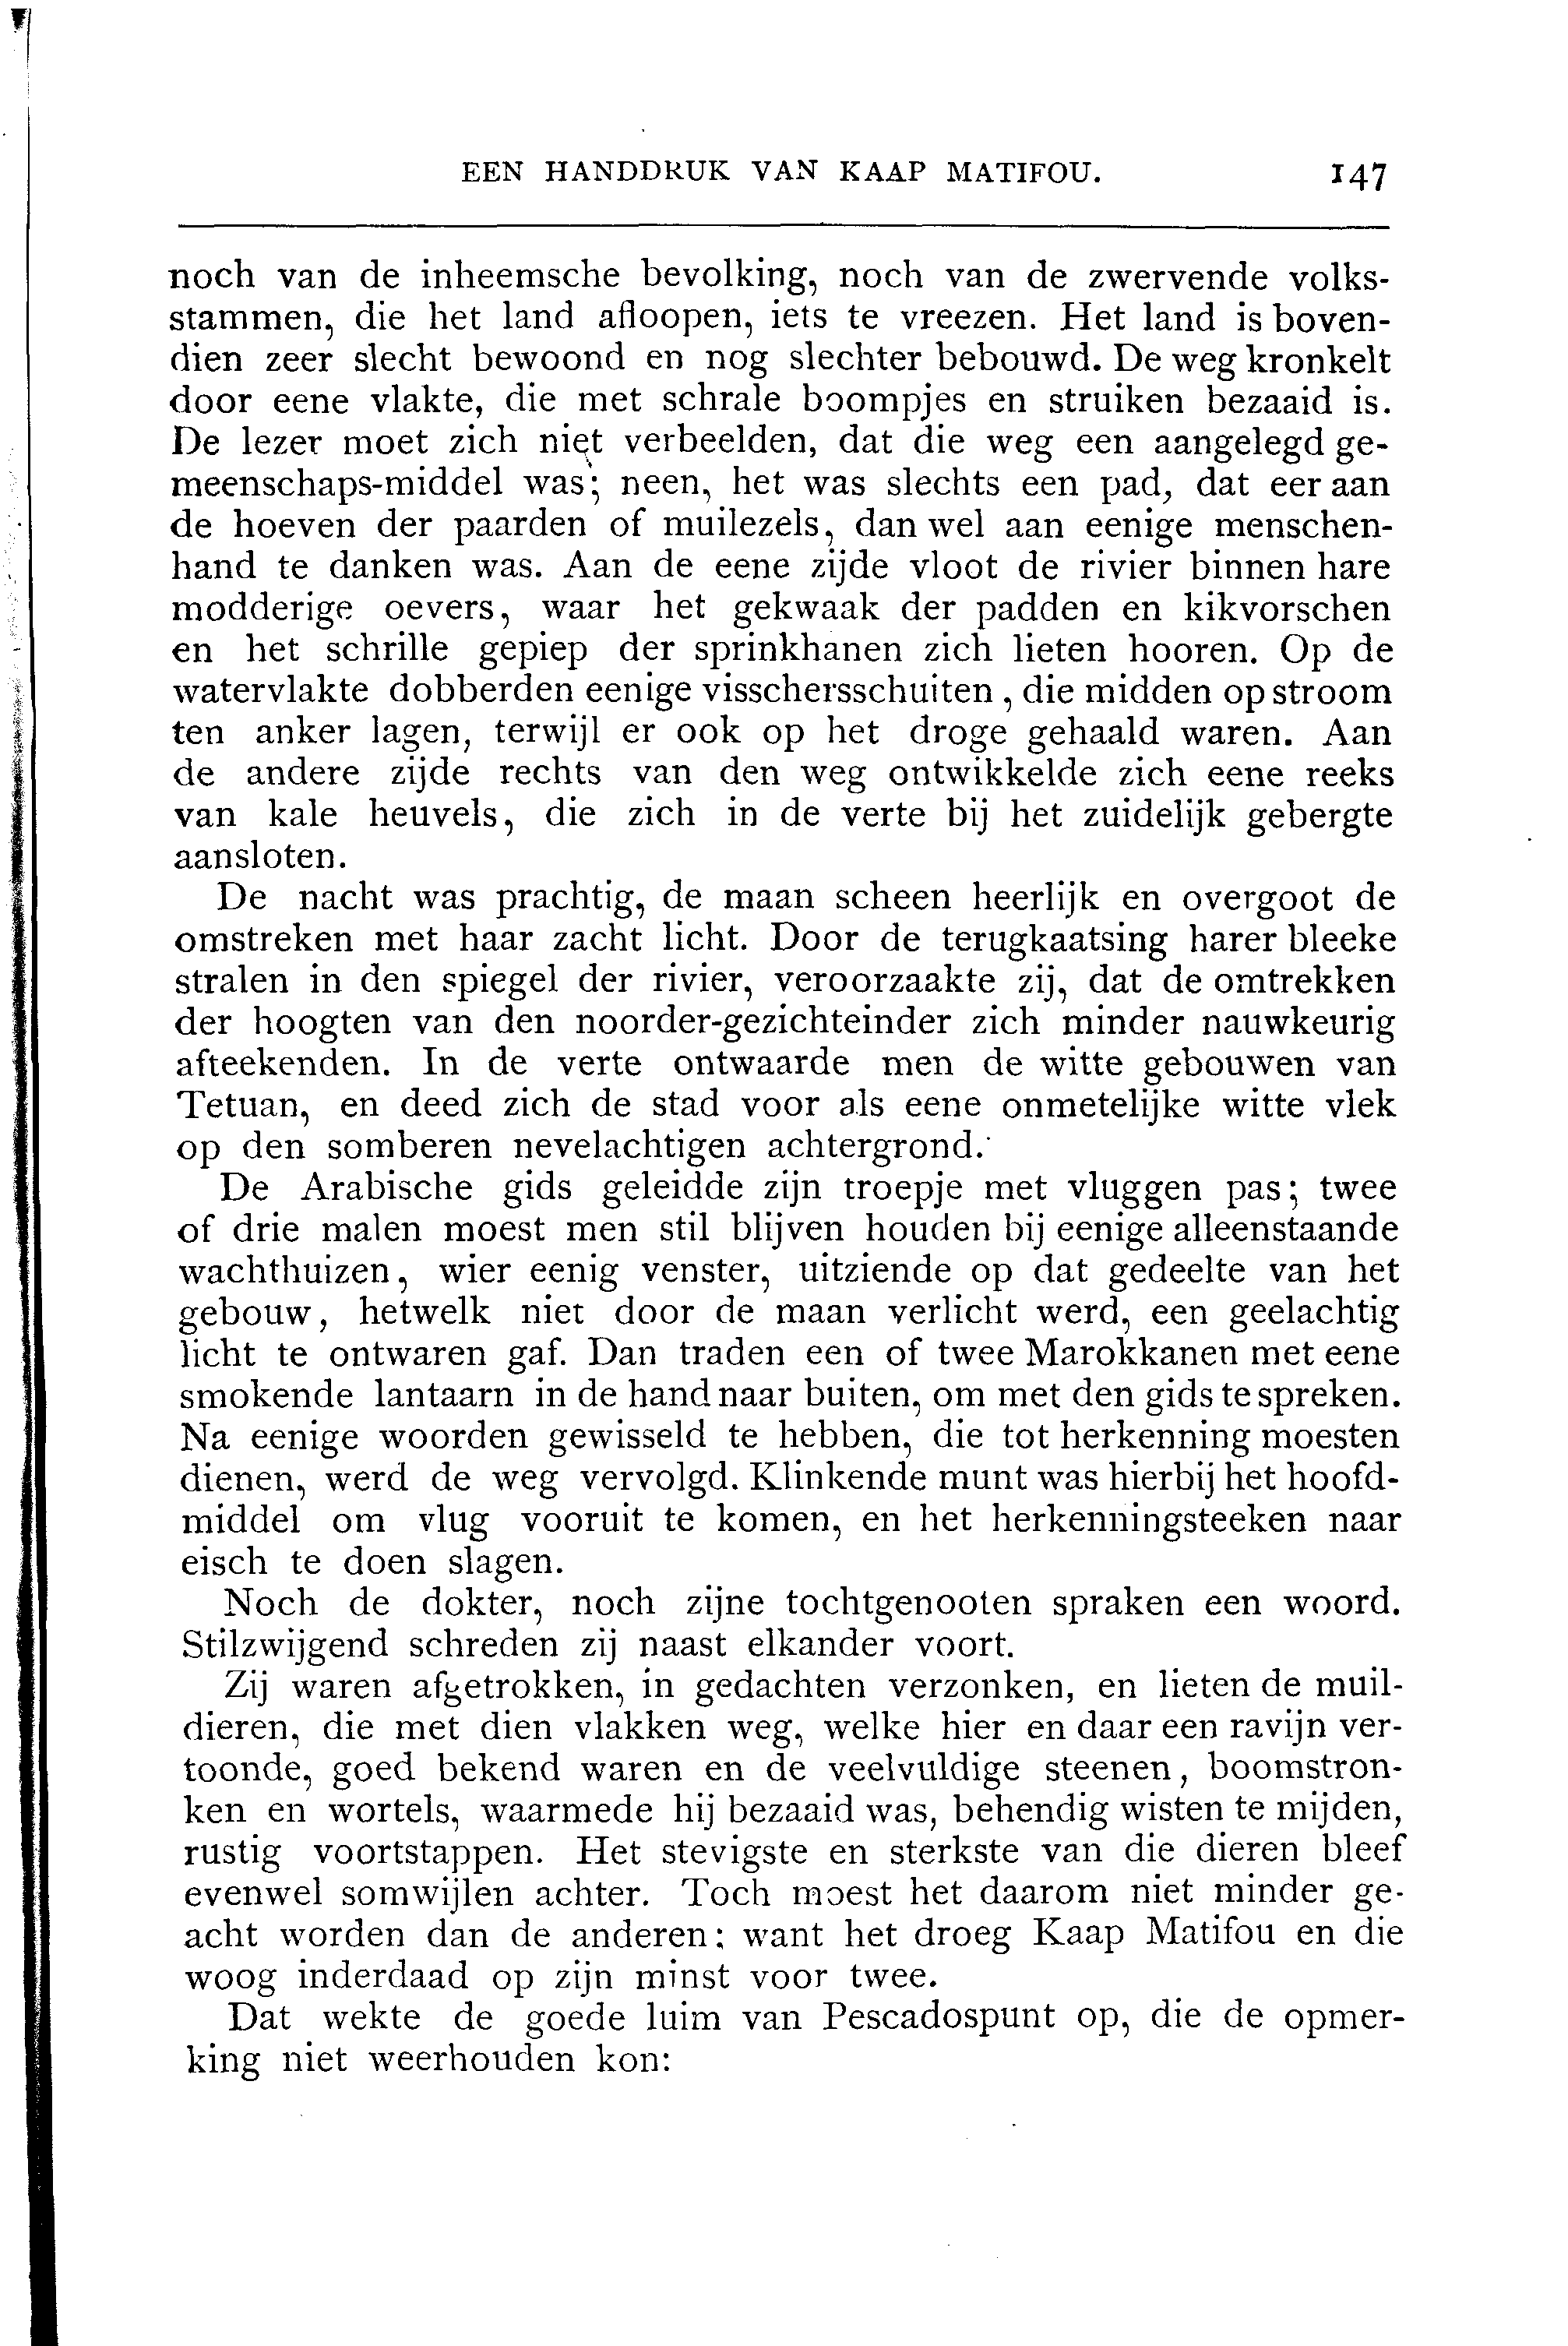 EEN HANDDRUK VAN KAAP MATIFOU. 147
noch van de inheemsche bevolking, noch van de zwervende volks-
stammen, die het land afloopen, iets te vreezen. Het land is boven-
dien zeer slecht bewoond en nog slechter bebouwd. De weg kronkelt
door eene vlakte, die met schrale boompjes en struiken bezaaid is.
De lezer moet zich niet verbeelden, dat die weg een aangelegd ge-
meenschaps-middel was; neen, het was slechts een pad, dat eer aan
de hoeven der paarden of muilezels, dan wel aan eenige menschen-
hand te danken was. Aan de eene zijde vloot de rivier binnen hare
modderige oevers, waar het gekwaak der padden en kikvorschen
en het schrille gepiep der sprinkhanen zich lieten hooren. Op de
watervlakte dobberden eenige visschersschuiten, die midden op stroom
ten anker lagen, terwijl er ook op het droge gehaald waren. Aan
de andere zijde rechts van den weg ontwikkelde zich eene reeks
van kale heuvels, die zich in de verte bij het zuidelijk gebergte
aansloten.
De nacht was prachtig, de maan scheen heerlijk en overgoot de
omstreken met haar zacht licht. Door de terugkaatsing harer bleeke
stralen in den spiegel der rivier, veroorzaakte zij, dat de omtrekken
der hoogten van den noorder-gezichteinder zich minder nauwkeurig
afteekenden. In de verte ontwaarde men de witte gebouwen van
Tetuan, en deed zich de stad voor als eene onmetelijke witte vlek
op den somberen nevelachtigen achtergrond.
De Arabische gids geleidde zijn troepje met vluggen pas; twee
of drie malen moest men stil blijven houden bij eenige alleenstaande
wachthuizen, wier eenig venster, uitziende op dat gedeelte van het
gebouw, hetwelk niet door de maan verlicht werd, een geelachtig
licht te ontwaren gaf. Dan traden een of twee Marokkanen met eene
smokende lantaarn in de hand naar buiten, om met den gids te spreken.
Na eenige woorden gewisseld te hebben, die tot herkenning moesten
dienen, werd de weg vervolgd. Klinkende munt was hierbij het hoofd-
middel om vlug vooruit te komen, en het herkenningsteeken naar
eisch te doen slagen.
Noch de dokter, noch zijne tochtgenooten spraken een woord.
Stilzwijgend schreden zij naast elkander voort.
Zij waren afgetrokken, in gedachten verzonken, en lieten de muil-
dieren, die met dien vlakken weg, welke hier en daar een ravijn ver-
toonde, goed bekend waren en de veelvuldige steenen, boomstron-
ken en wortels, waarmede hij bezaaid was, behendig wisten te mijden,
rustig voortstappen. Het stevigste en sterkste van die dieren bleef
evenwel somwijlen achter. Toch moest het daarom niet minder ge-
acht worden dan de anderen; want het droeg Kaap Matifou en die
woog inderdaad op zijn minst voor twee.
Dat wekte de goede luim van Pescadospunt op, die de opmer-
king niet weerhouden kon: